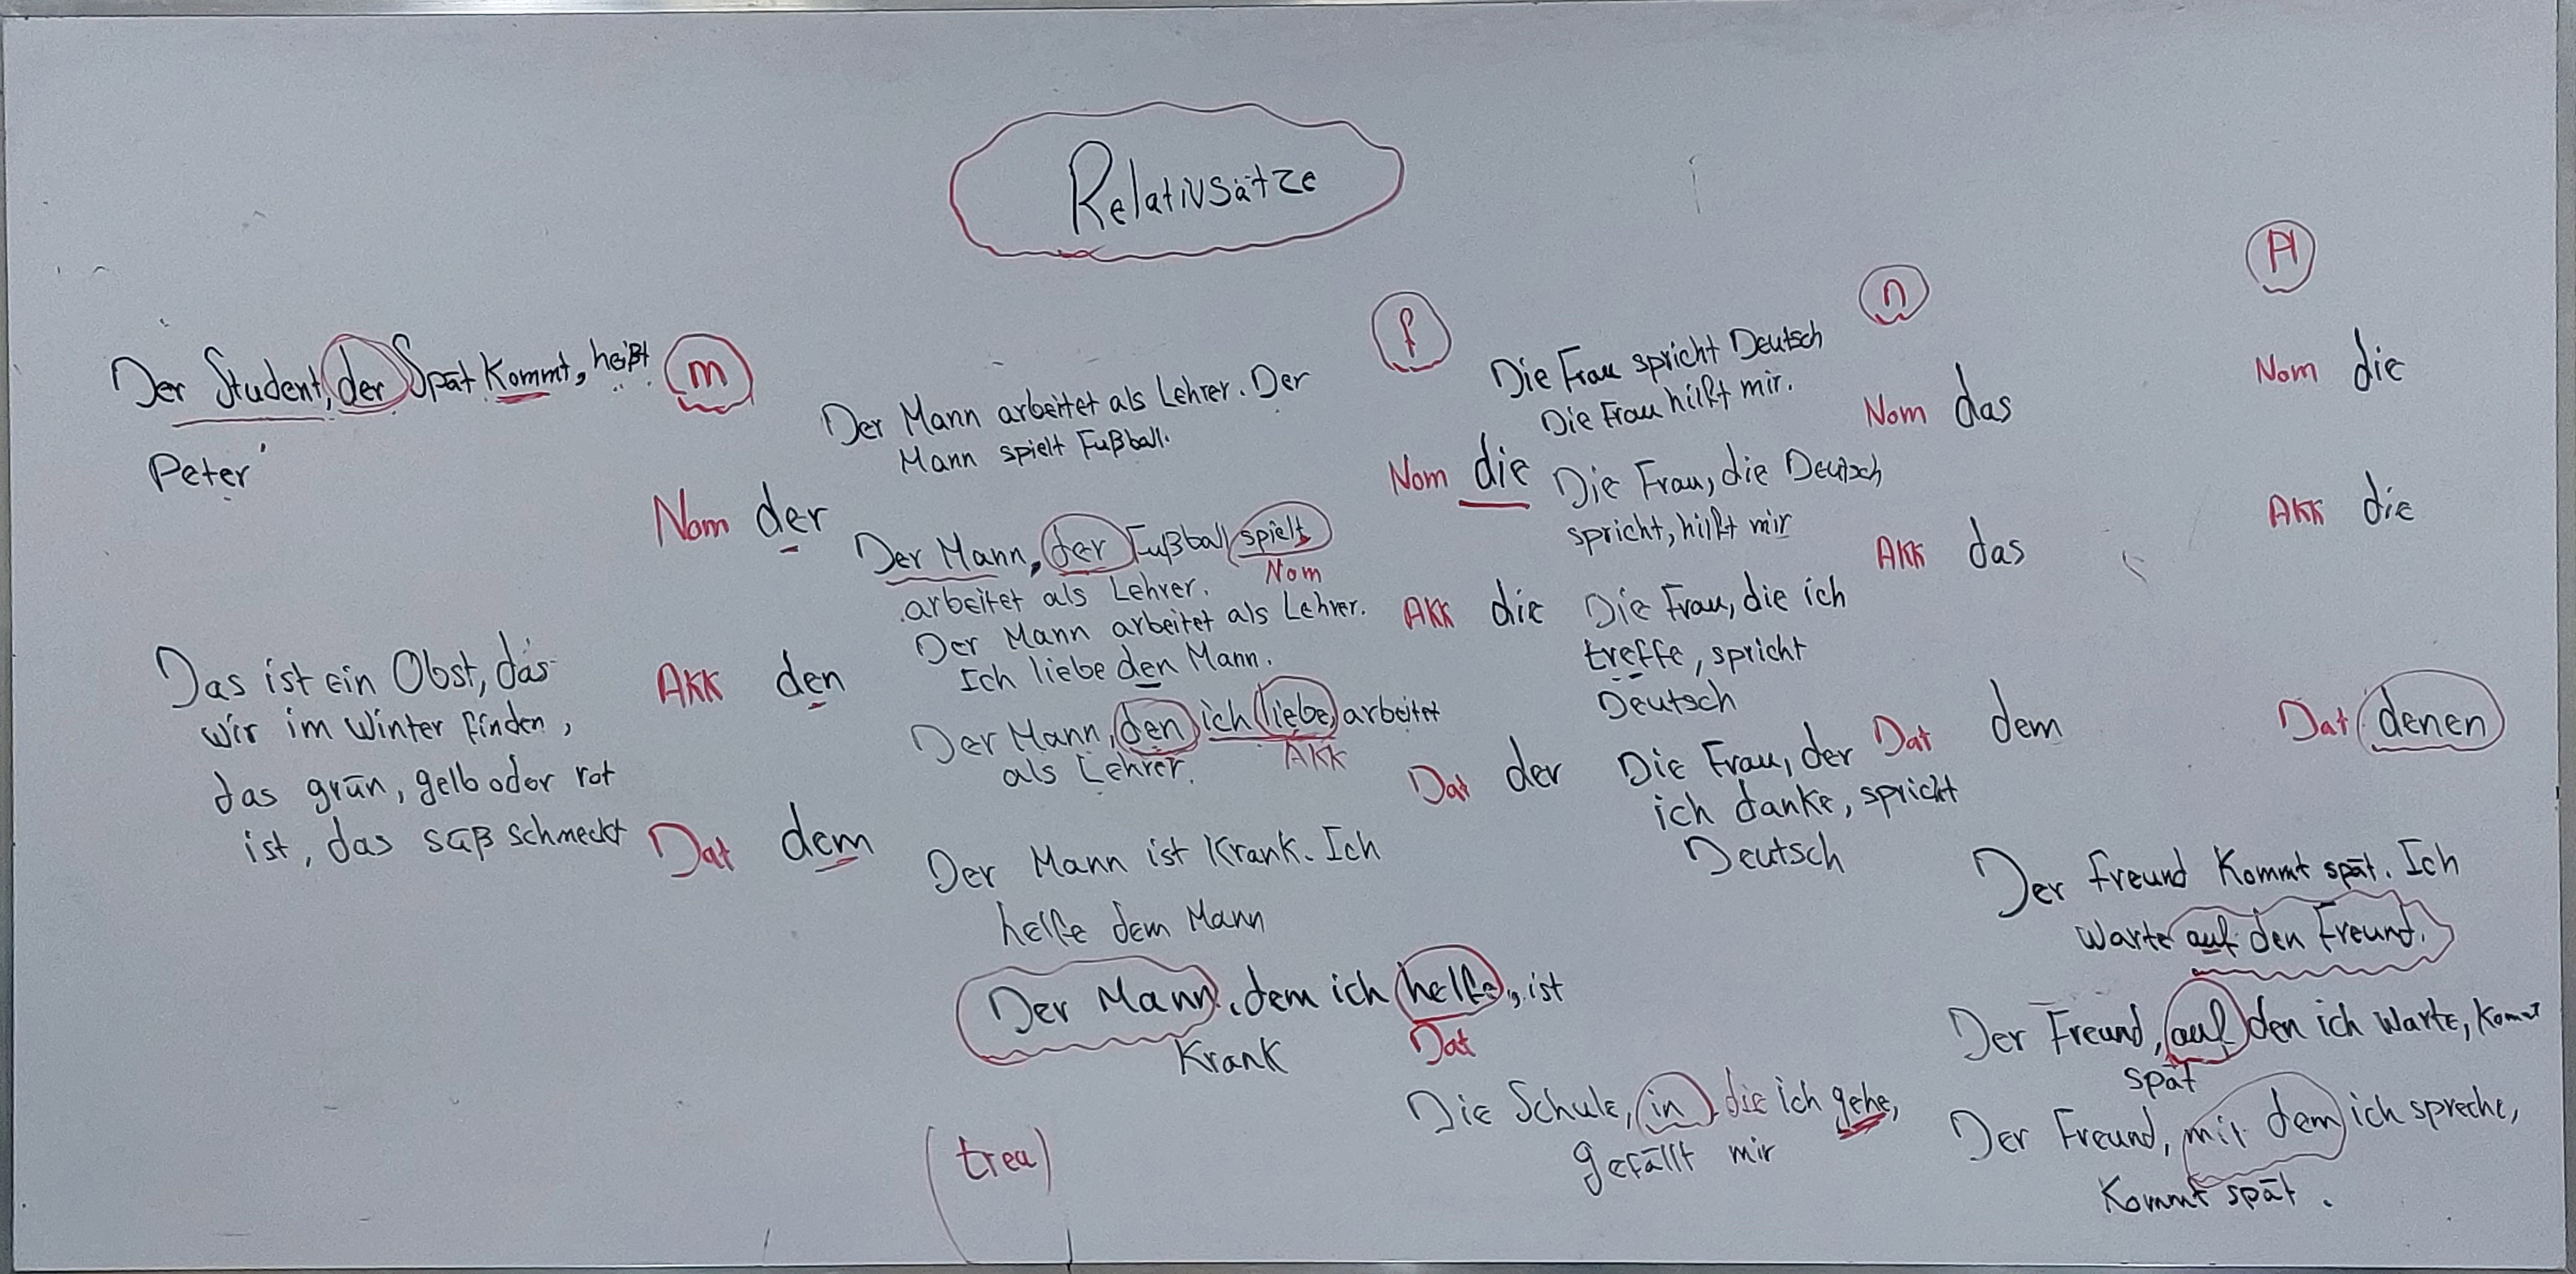 Relativsätze
Der Student, der Spät kommt, heißt
Peter
Das ist ein Obst, das
wir im Winter finden,
das grün, gelb oder rot
ist, das süß schmeckt
m
Nom der
AKK den
Dat dem
Der Mann arbeitet als Lehrer. Der
Mann spielt Fußball.
Der Mann, der Fußball spielt
Nom
arbeitet als Lehrer.
Der Mann arbeitet als Lehrer.
Ich liebe den Mann.
Der Mann, den ich liebe, arbeitet
AKK
als Lehrer.
Der Mann ist Krank. Ich
helfe dem Mann
Der Mann, dem ich helfe, ist
Dat
Krank
(treu)
f
Nom die
AKK die
Dat der
Die Frau spricht Deutsch
Die Frau hilft mir.
Die Frau, die Deutsch
spricht, hilft mir
Die Frau, die ich
treffe, spricht
Deutsch
Die Frau, der
ich danke, spricht
Deutsch
Die Schule, in die ich gehe,
gefällt mir
n
Nom das
AKK das
Dat dem
Pl
Nom die
AKK die
Dat denen
Der Freund Kommt spät. Ich
warte auf den Freund.
Der Freund, auf den ich warte, kommt
spät
Der Freund, mit dem ich spreche,
Kommt spät.